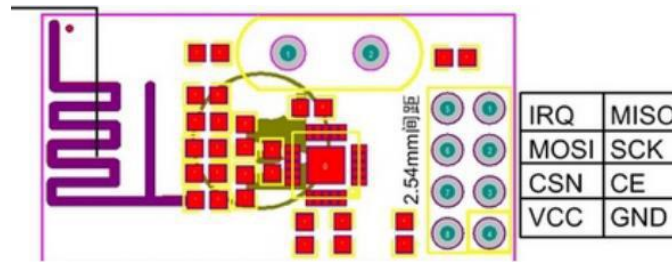 2.54mm间距
IRQ MISO
MOSI SCK
CSN CE
VCC GND